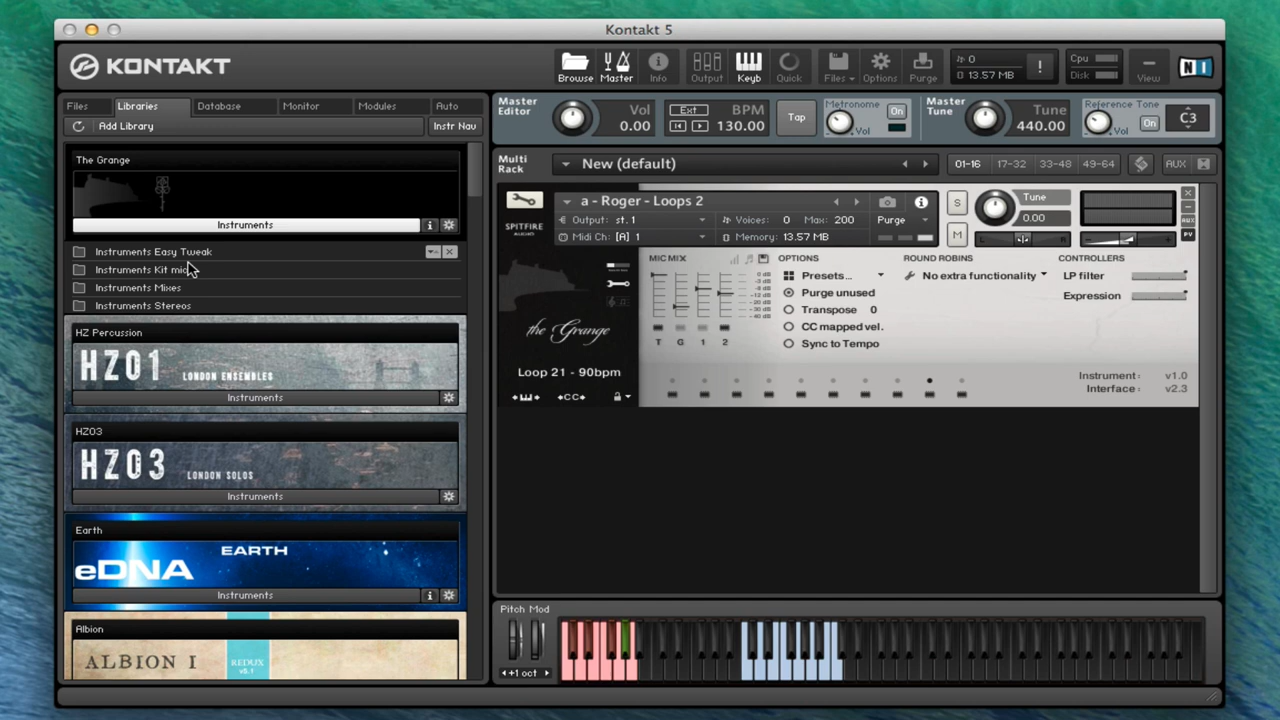 Kontakt 5
KONTAKT
Browse
Master
Info
Output
Keyb
Quick
Files
Options
Purge
0
13.57 MB
!
Cpu
Disk
View
NI
Files
Libraries
Database
Monitor
Modules
Auto
Add Library
Instr Nav
The Grange
Instruments
Instruments Easy Tweak
Instruments Mixes
Instruments Stereos
HZ Percussion
HZ01 LONDON ENSEMBLES
Instruments
HZ03
HZ03 LONDON SOLOS
Instruments
Earth
EARTH
eDNA
Instruments
Albion
ALBION I
REDUX
v5.1
Master Editor
Vol
0.00
Ext
BPM
130.00
Tap
Metronome
On
Vol
Master Tune
Tune
440.00
Reference Tone
On
Vol
C3
Multi Rack
New (default)
01-16
17-32
33-48
49-64
AUX
SPITFIRE
AUDIO
a - Roger - Loops 2
Output: st. 1
Voices: 0 Max: 200
Purge
Midi Ch: [A] 1
Memory: 13.57 MB
S
M
Tune
0.00
L
R
AUX
PV
the Grange
Loop 21 - 90bpm
CC
MIC MIX
T G 1 2
OPTIONS
Presets...
Purge unused
Transpose 0
CC mapped vel.
Sync to Tempo
ROUND ROBINS
No extra functionality
CONTROLLERS
LP filter
Expression
Instrument: v1.0
Interface: v2.3
Pitch Mod
+1 oct